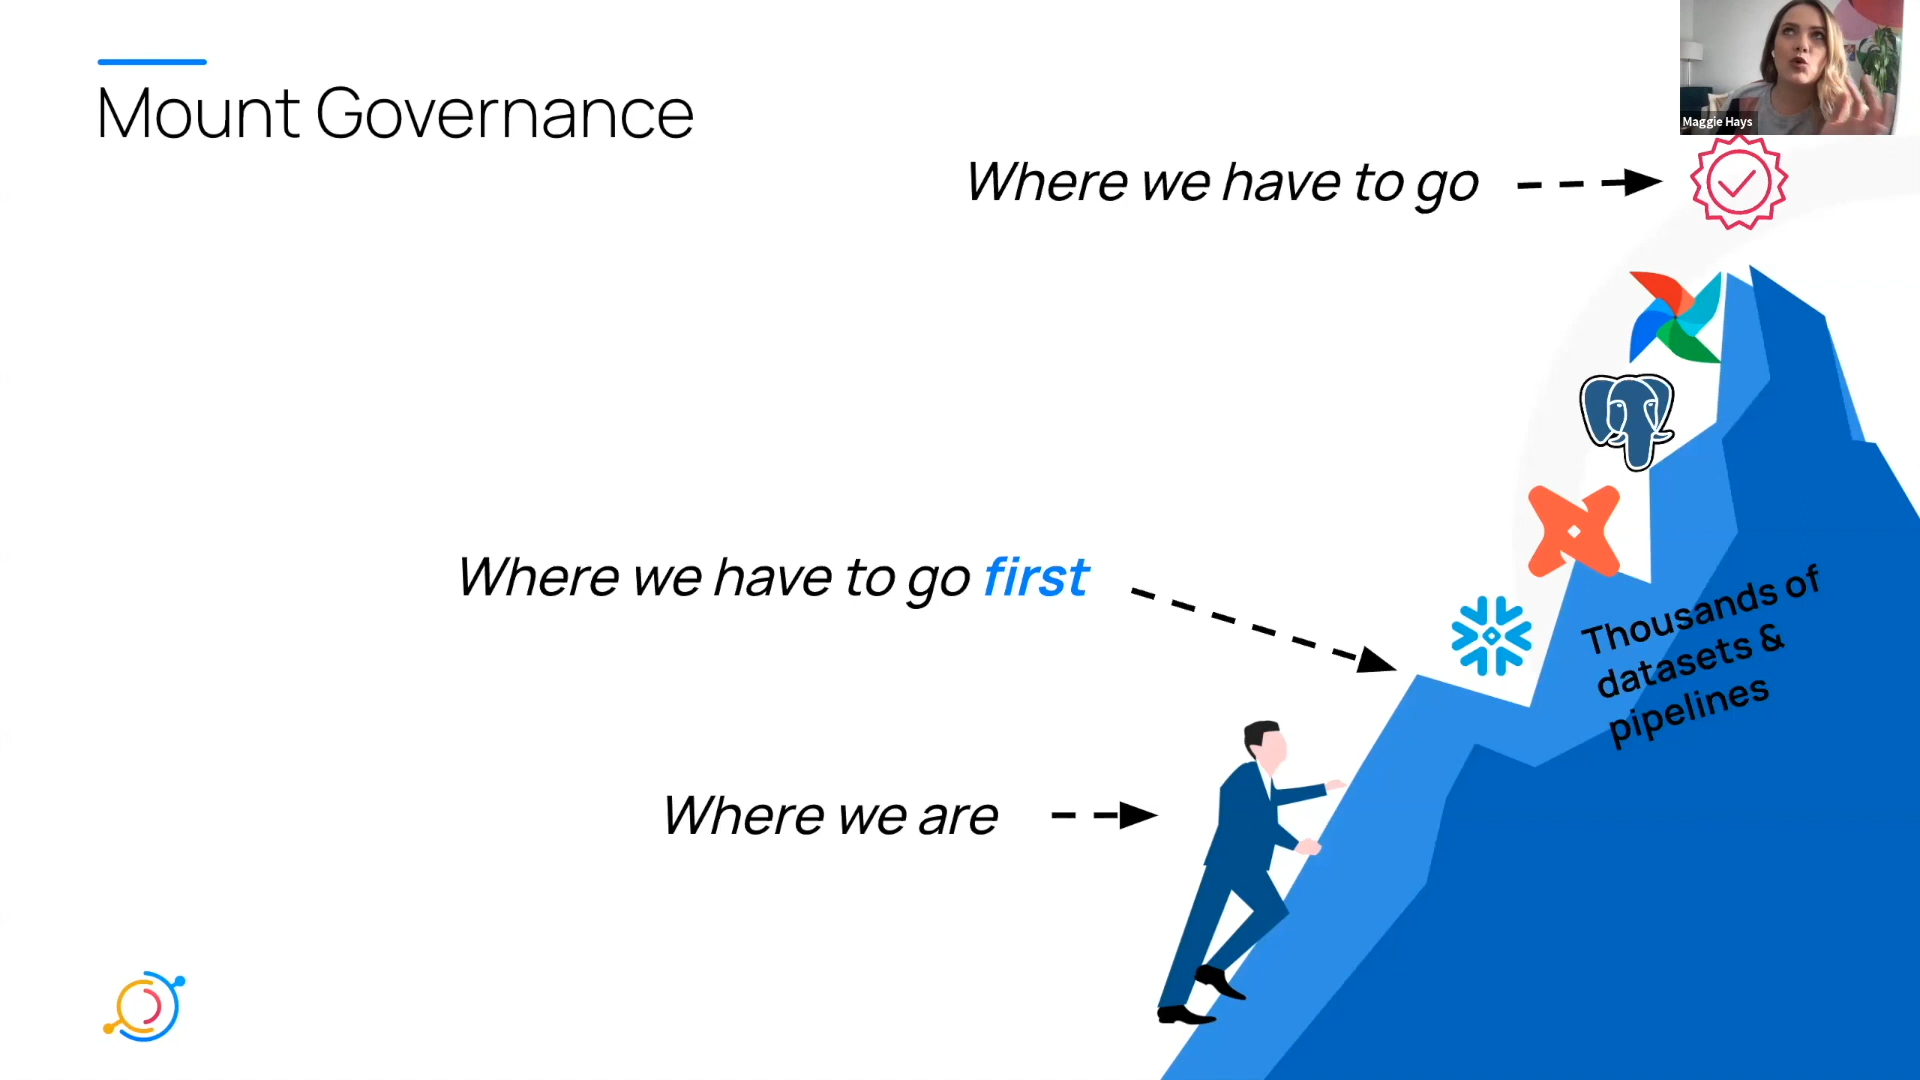 Mount Governance
Maggie Hays
Where we have to go
Where we have to go first
Thousands of
datasets &
pipelines
Where we are